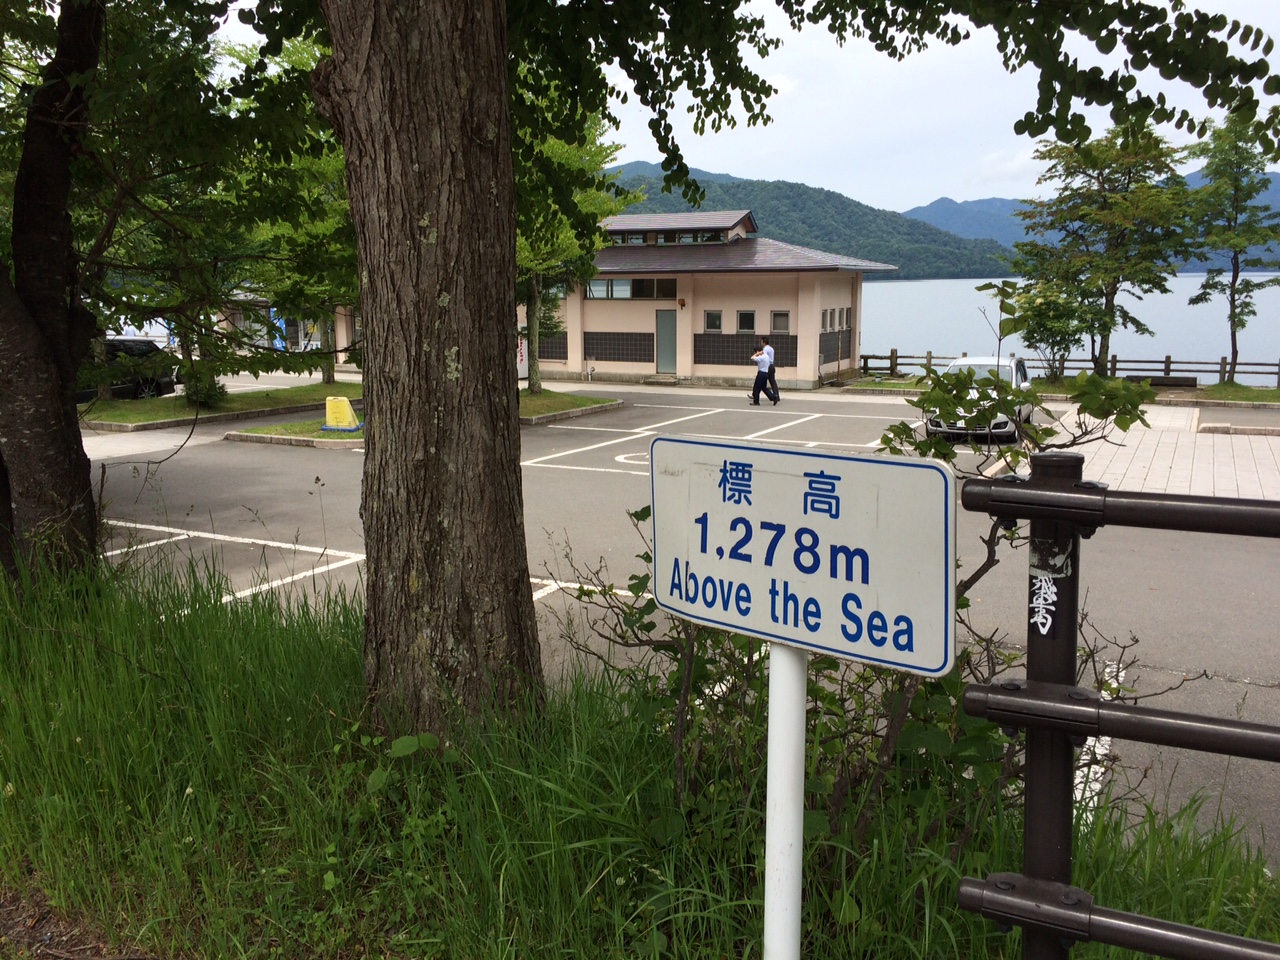 標 高
1,278m
Above the Sea